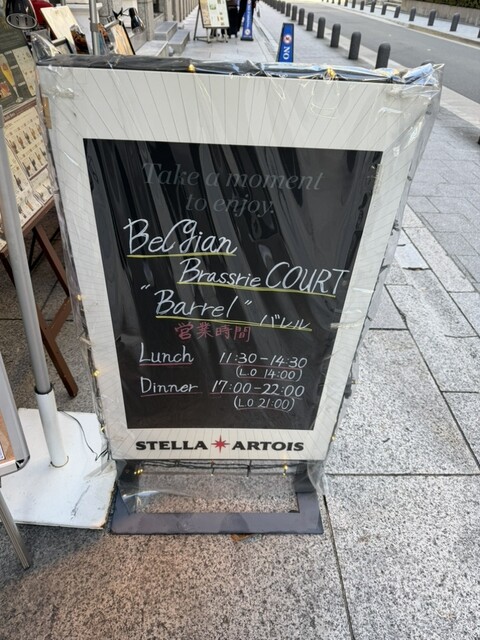 NO
Take a moment
to enjoy.
BelGian
Brassrie COURT
"Barrel" バレル
営業時間
Lunch 11:30-14:30
(L.O 14:00)
Dinner 17:00-22:00
(L.O 21:00)
STELLA ARTOIS